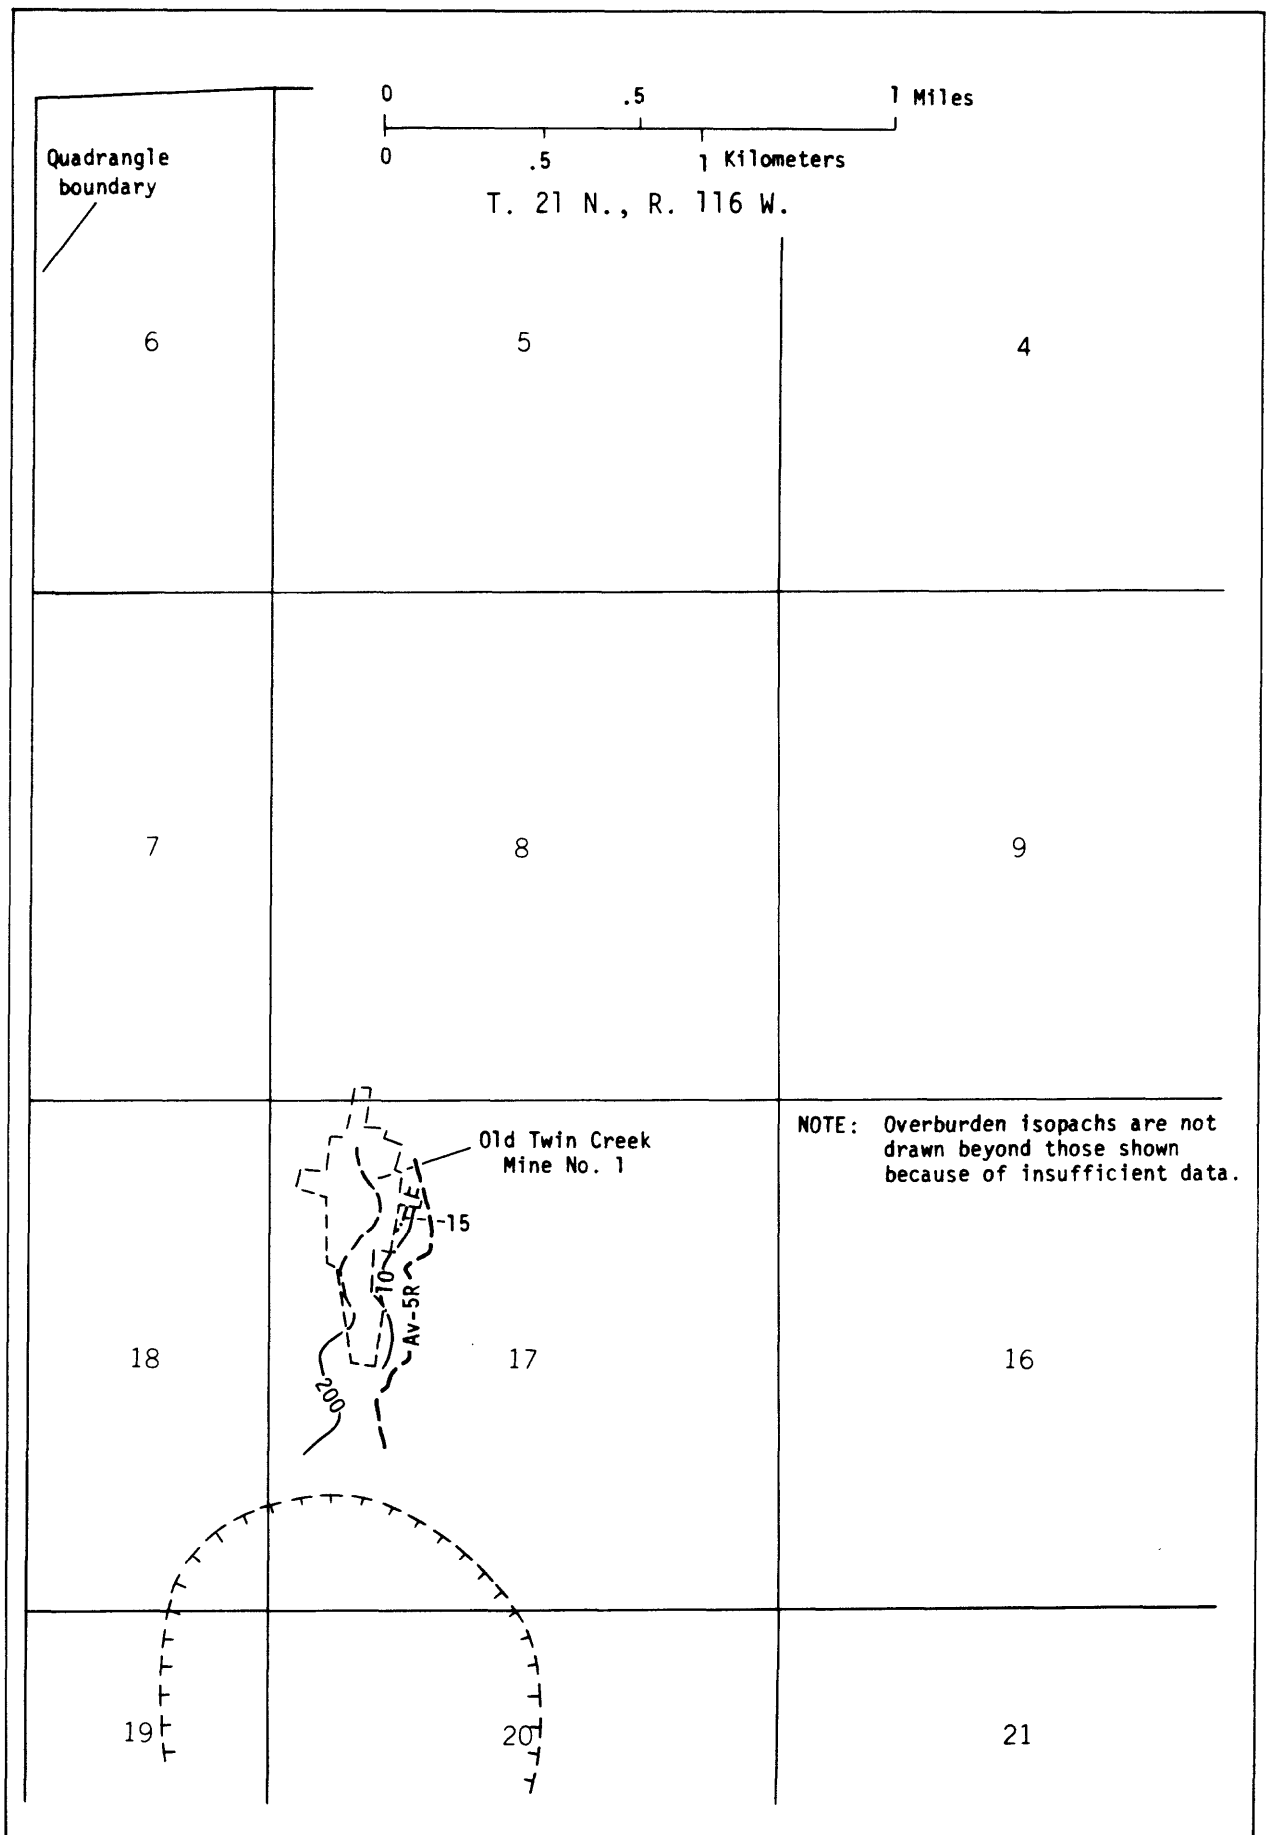 0 .5 1 Miles
0 .5 1 Kilometers
Quadrangle
boundary
T. 21 N., R. 116 W.
6
5
4
7
8
9
NOTE: Overburden isopachs are not
drawn beyond those shown
because of insufficient data.
Old Twin Creek
Mine No. 1
15
10
Av-5R
200
18
17
16
19
20
21